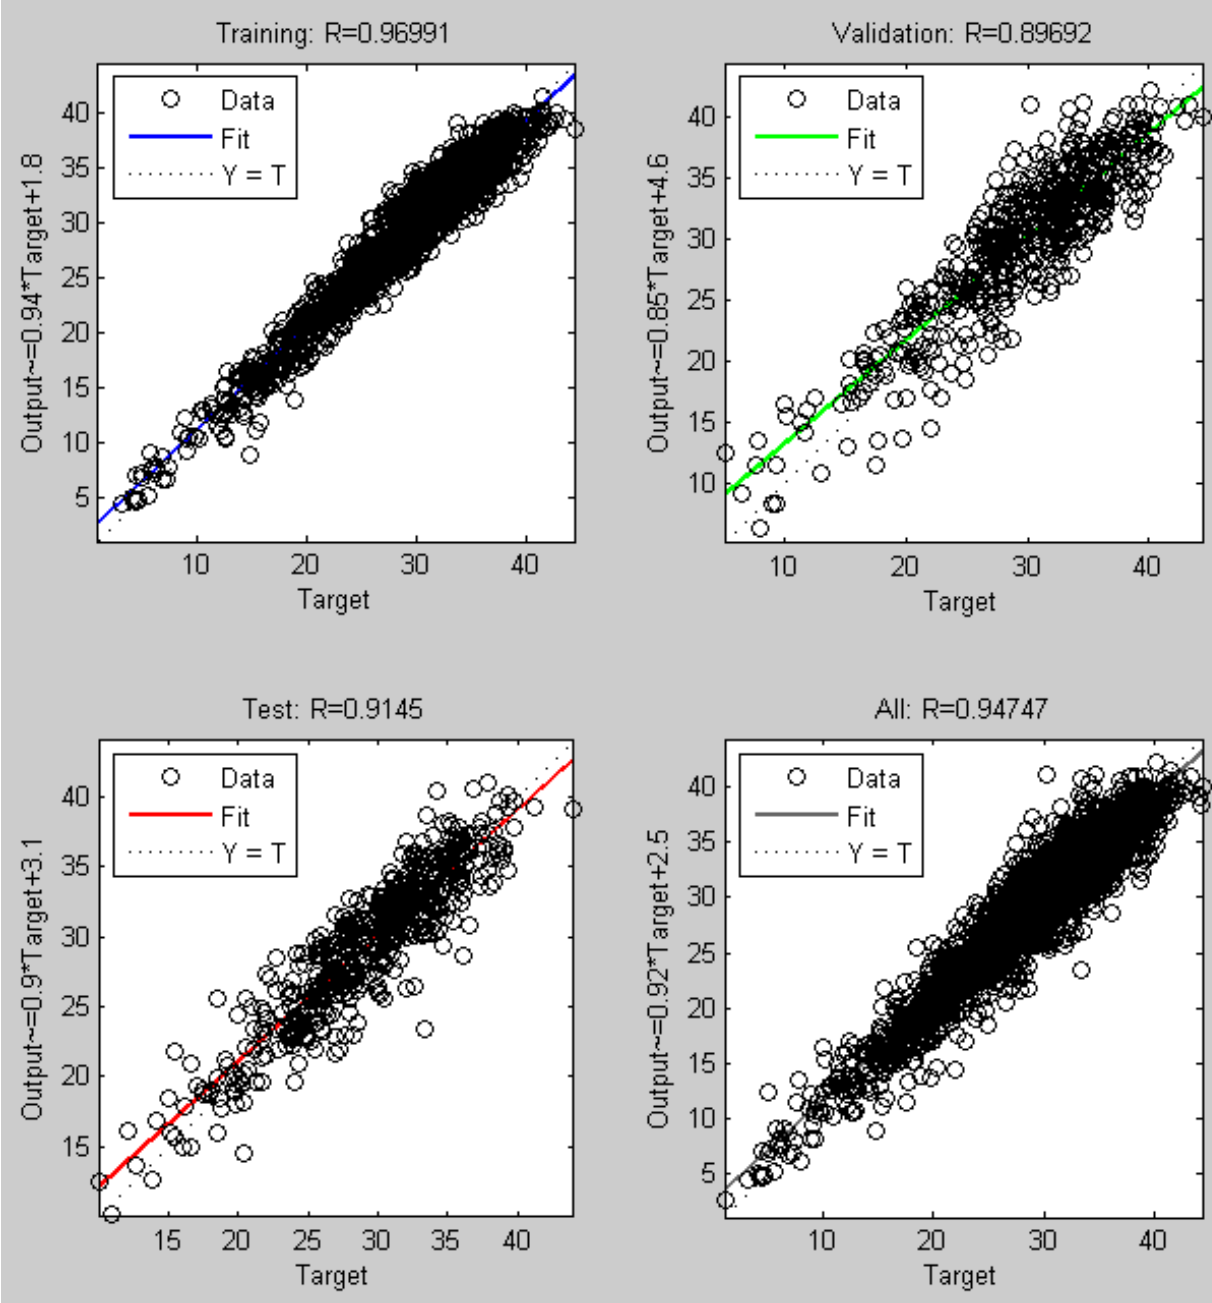 Training: R=0.96991
Data
Fit
Y = T
Output~=0.94*Target+1.8
40
35
30
25
20
15
10
5
10
20
30
40
Target
Validation: R=0.89692
Data
Fit
Y = T
Output~=0.85*Target+4.6
40
35
30
25
20
15
10
10
20
30
40
Target
Test: R=0.9145
Data
Fit
Y = T
Output~=0.9*Target+3.1
40
35
30
25
20
15
15
20
25
30
35
40
Target
All: R=0.94747
Data
Fit
Y = T
Output~=0.92*Target+2.5
40
35
30
25
20
15
10
5
10
20
30
40
Target